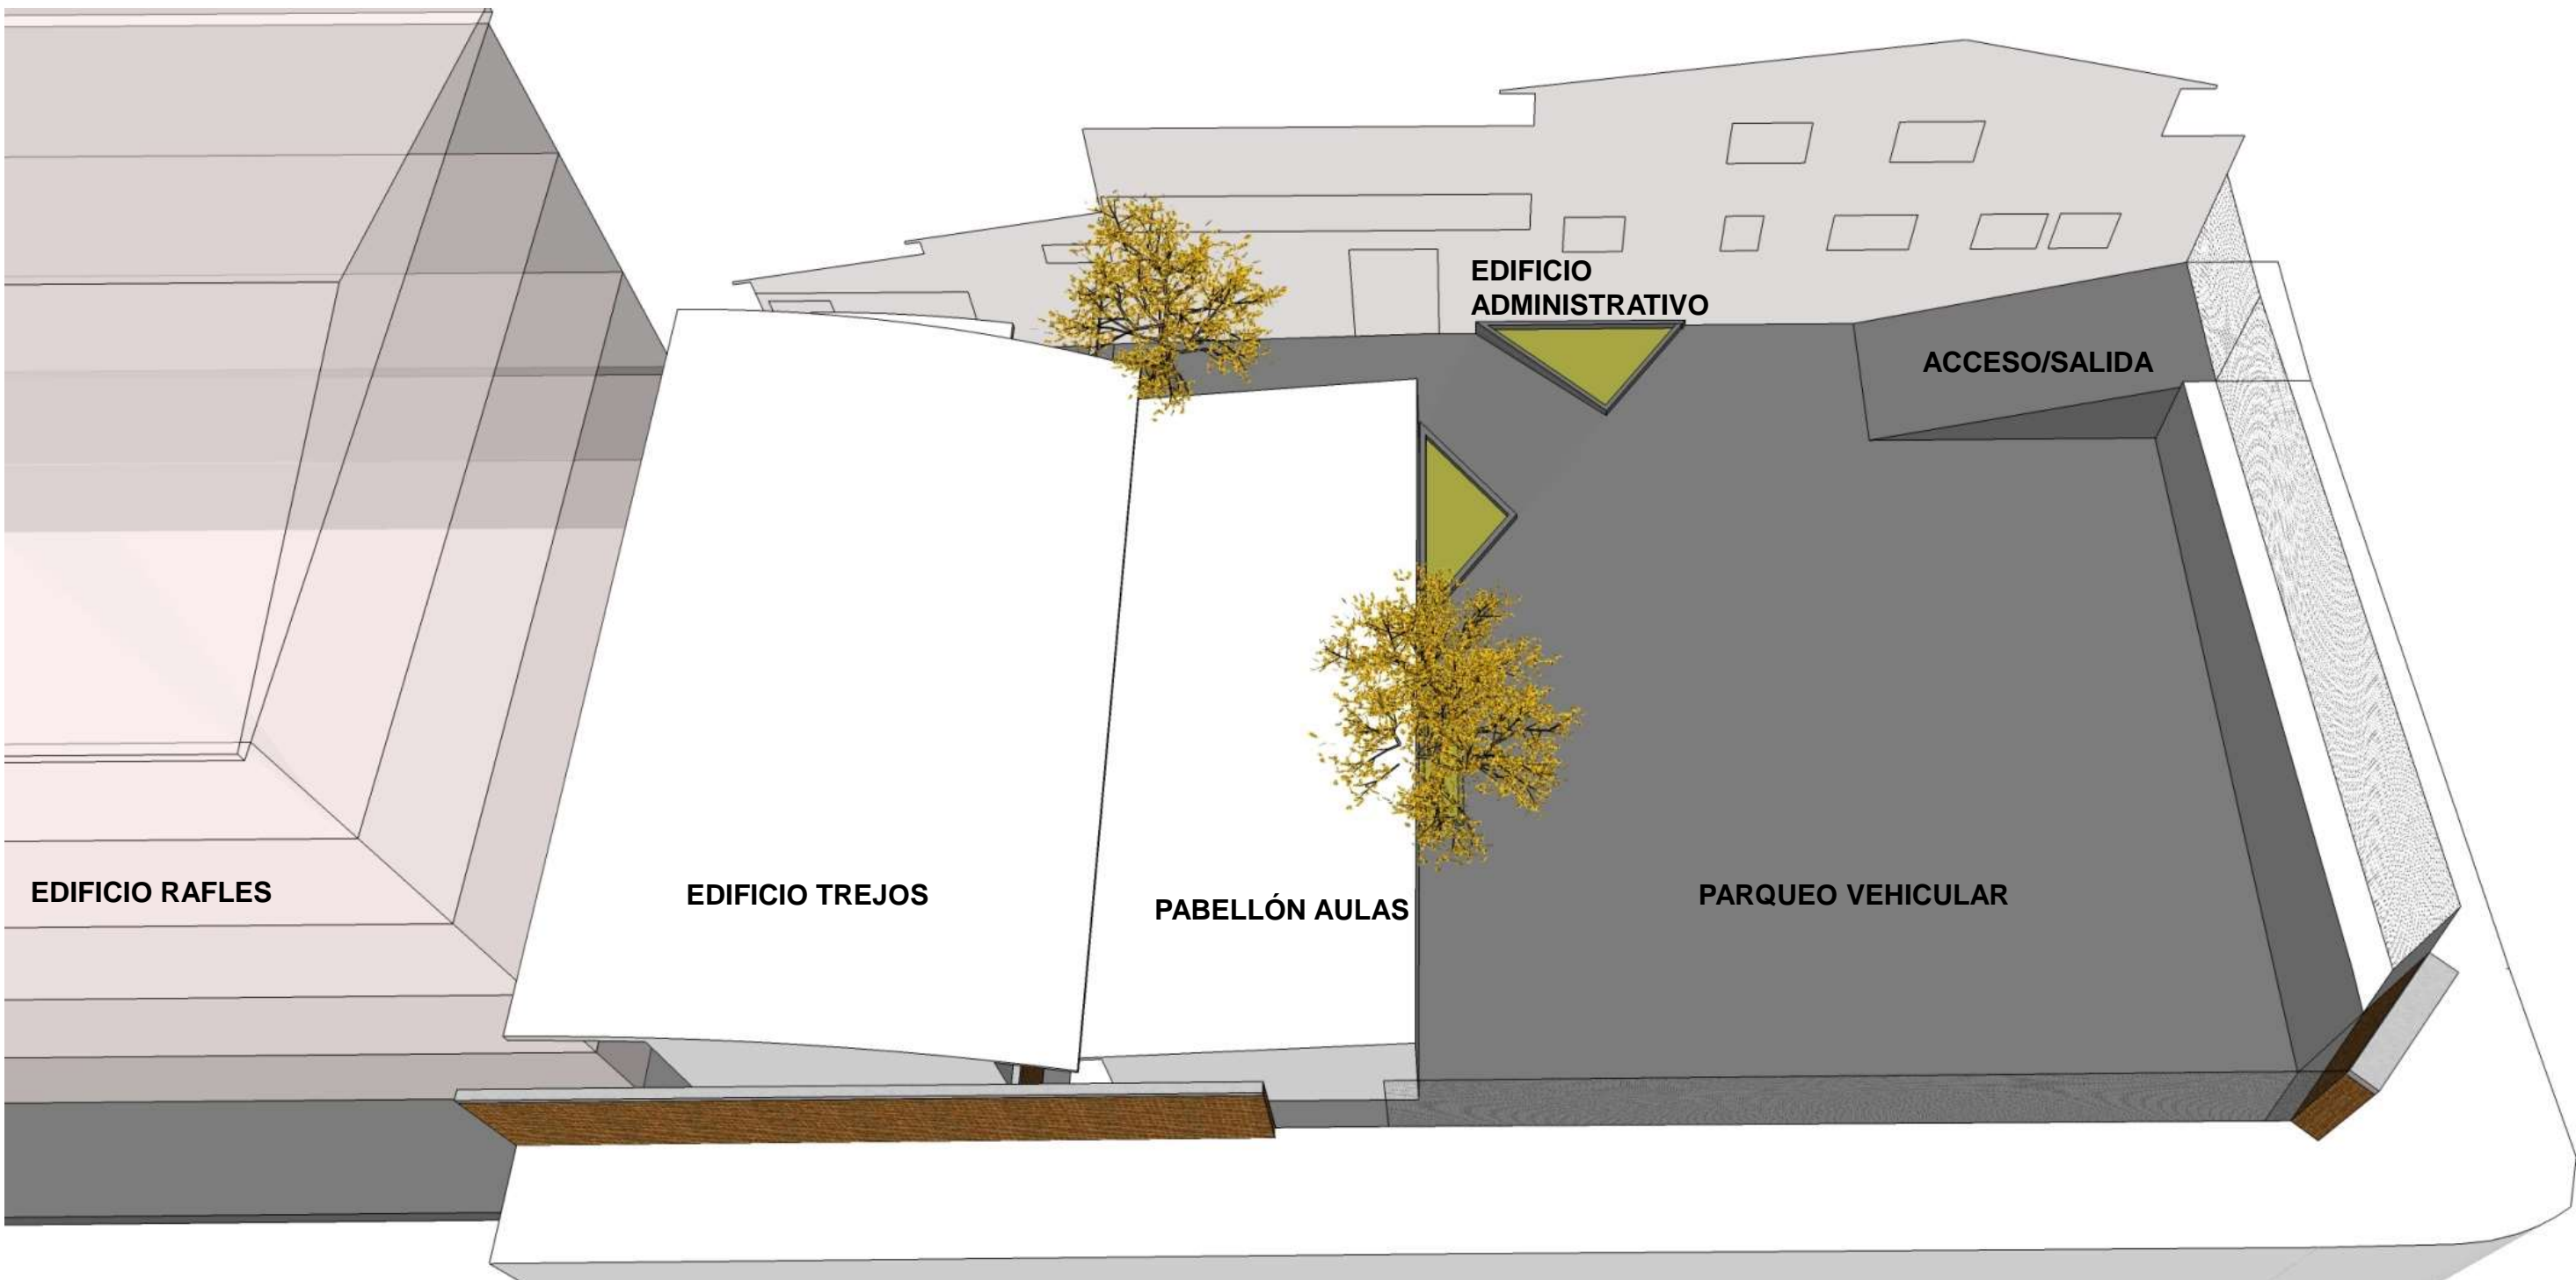 EDIFICIO
ADMINISTRATIVO
ACCESO/SALIDA
EDIFICIO RAFLES
EDIFICIO TREJOS
PABELLÓN AULAS
PARQUEO VEHICULAR